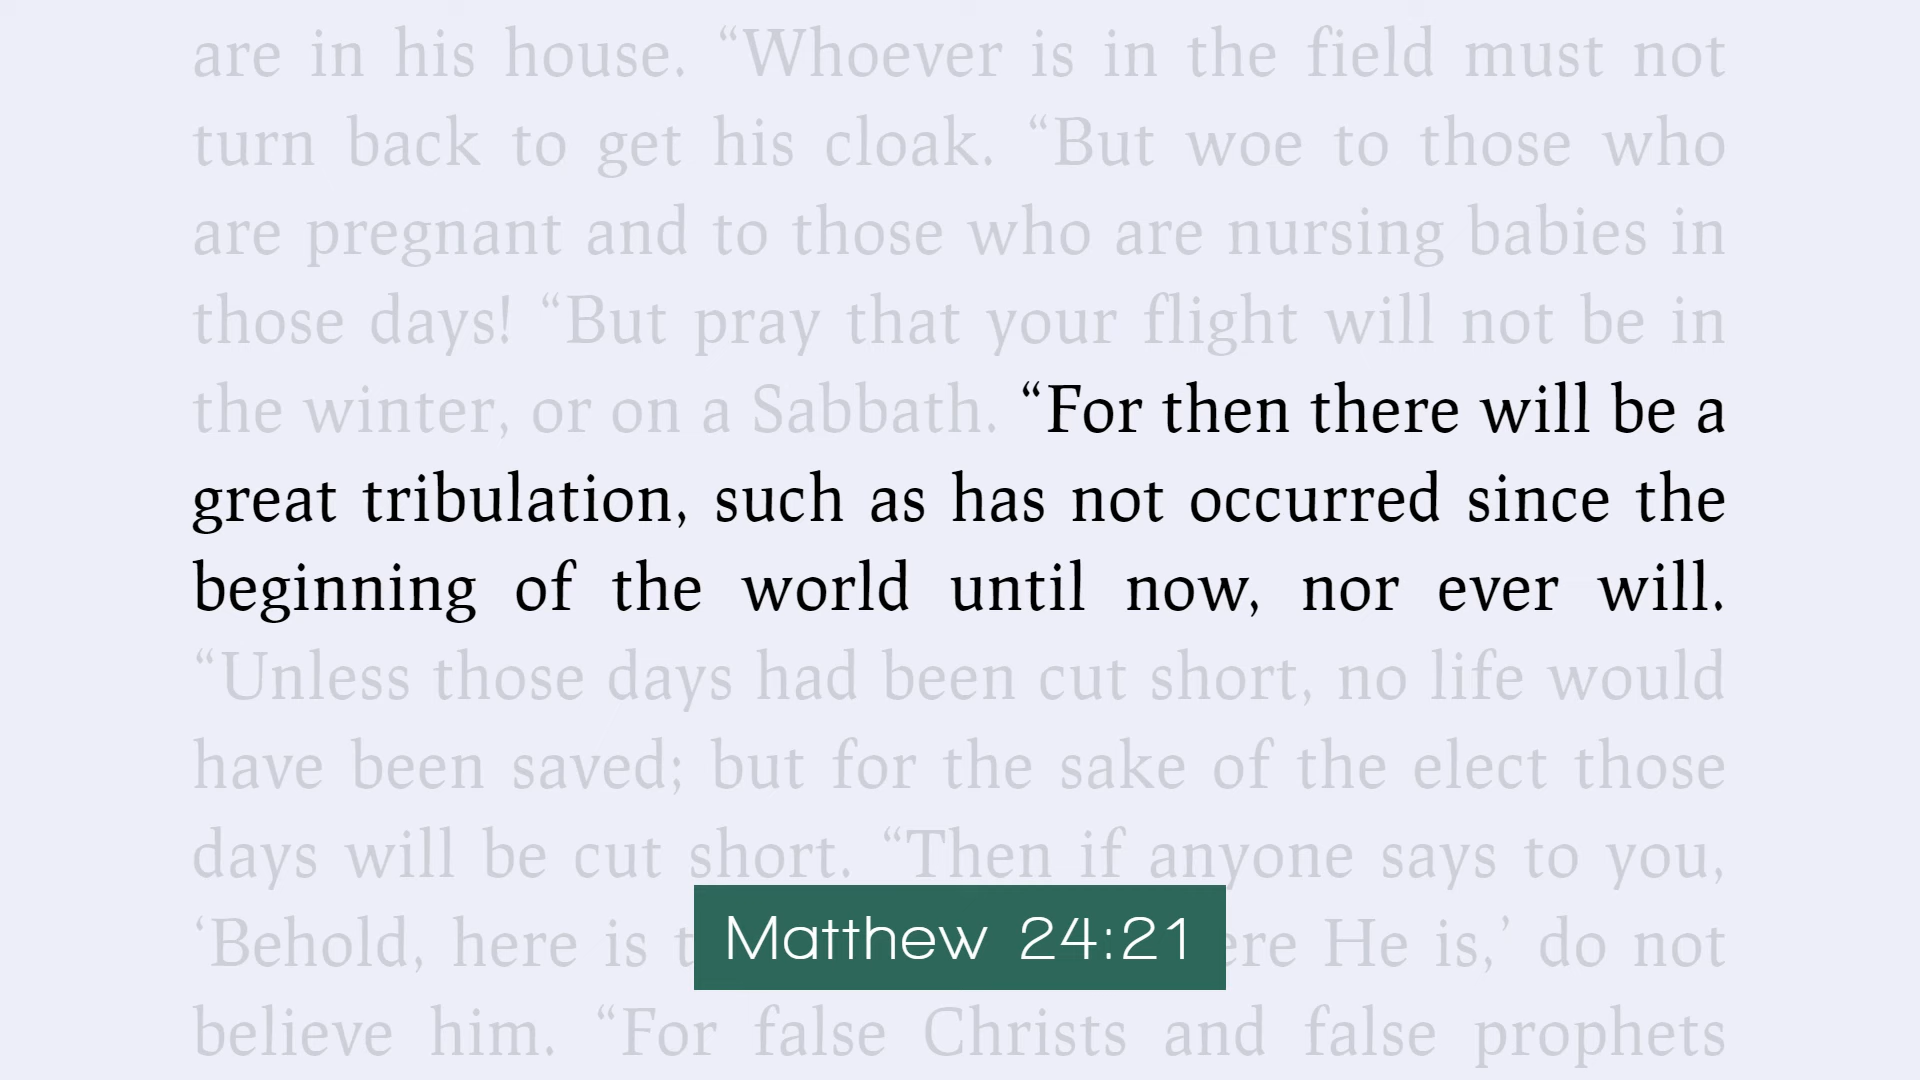 are in his house. “Whoever is in the field must not
turn back to get his cloak. “But woe to those who
are pregnant and to those who are nursing babies in
those days! “But pray that your flight will not be in
the winter, or on a Sabbath. “For then there will be a
great tribulation, such as has not occurred since the
beginning of the world until now, nor ever will.
“Unless those days had been cut short, no life would
have been saved; but for the sake of the elect those
days will be cut short. “Then if anyone says to you,
‘Behold, here is He is,’ do not
Matthew 24:21
believe him. “For false Christs and false prophets